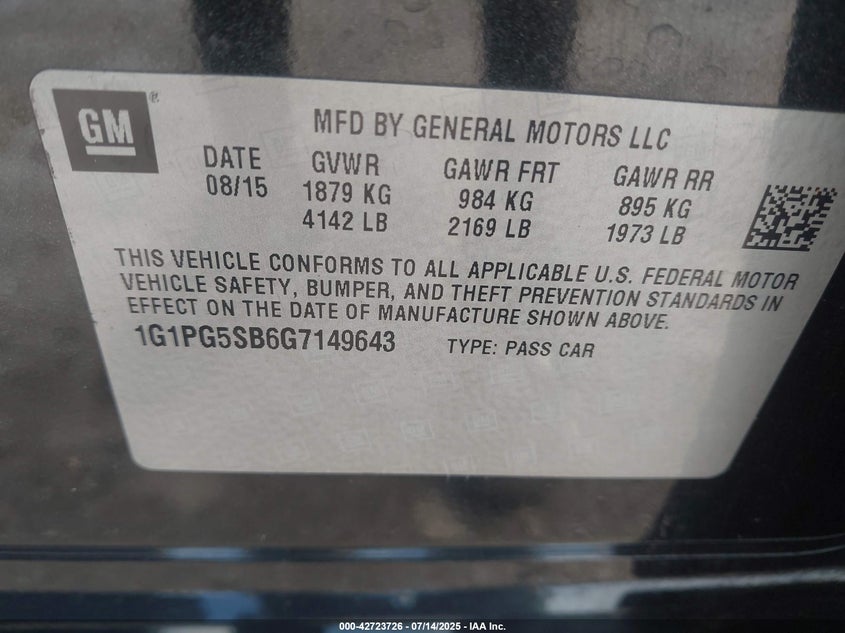 GM®
MFD BY GENERAL MOTORS LLC
DATE GVWR GAWR FRT GAWR RR
08/15 1879 KG 984 KG 895 KG
4142 LB 2169 LB 1973 LB
THIS VEHICLE CONFORMS TO ALL APPLICABLE U.S. FEDERAL MOTOR
VEHICLE SAFETY, BUMPER, AND THEFT PREVENTION STANDARDS IN
EFFECT ON THE DATE OF MANUFACTURE SHOWN ABOVE.
1G1PG5SB6G7149643 TYPE: PASS CAR
000-42723726 - 07/14/2025 - IAA Inc.